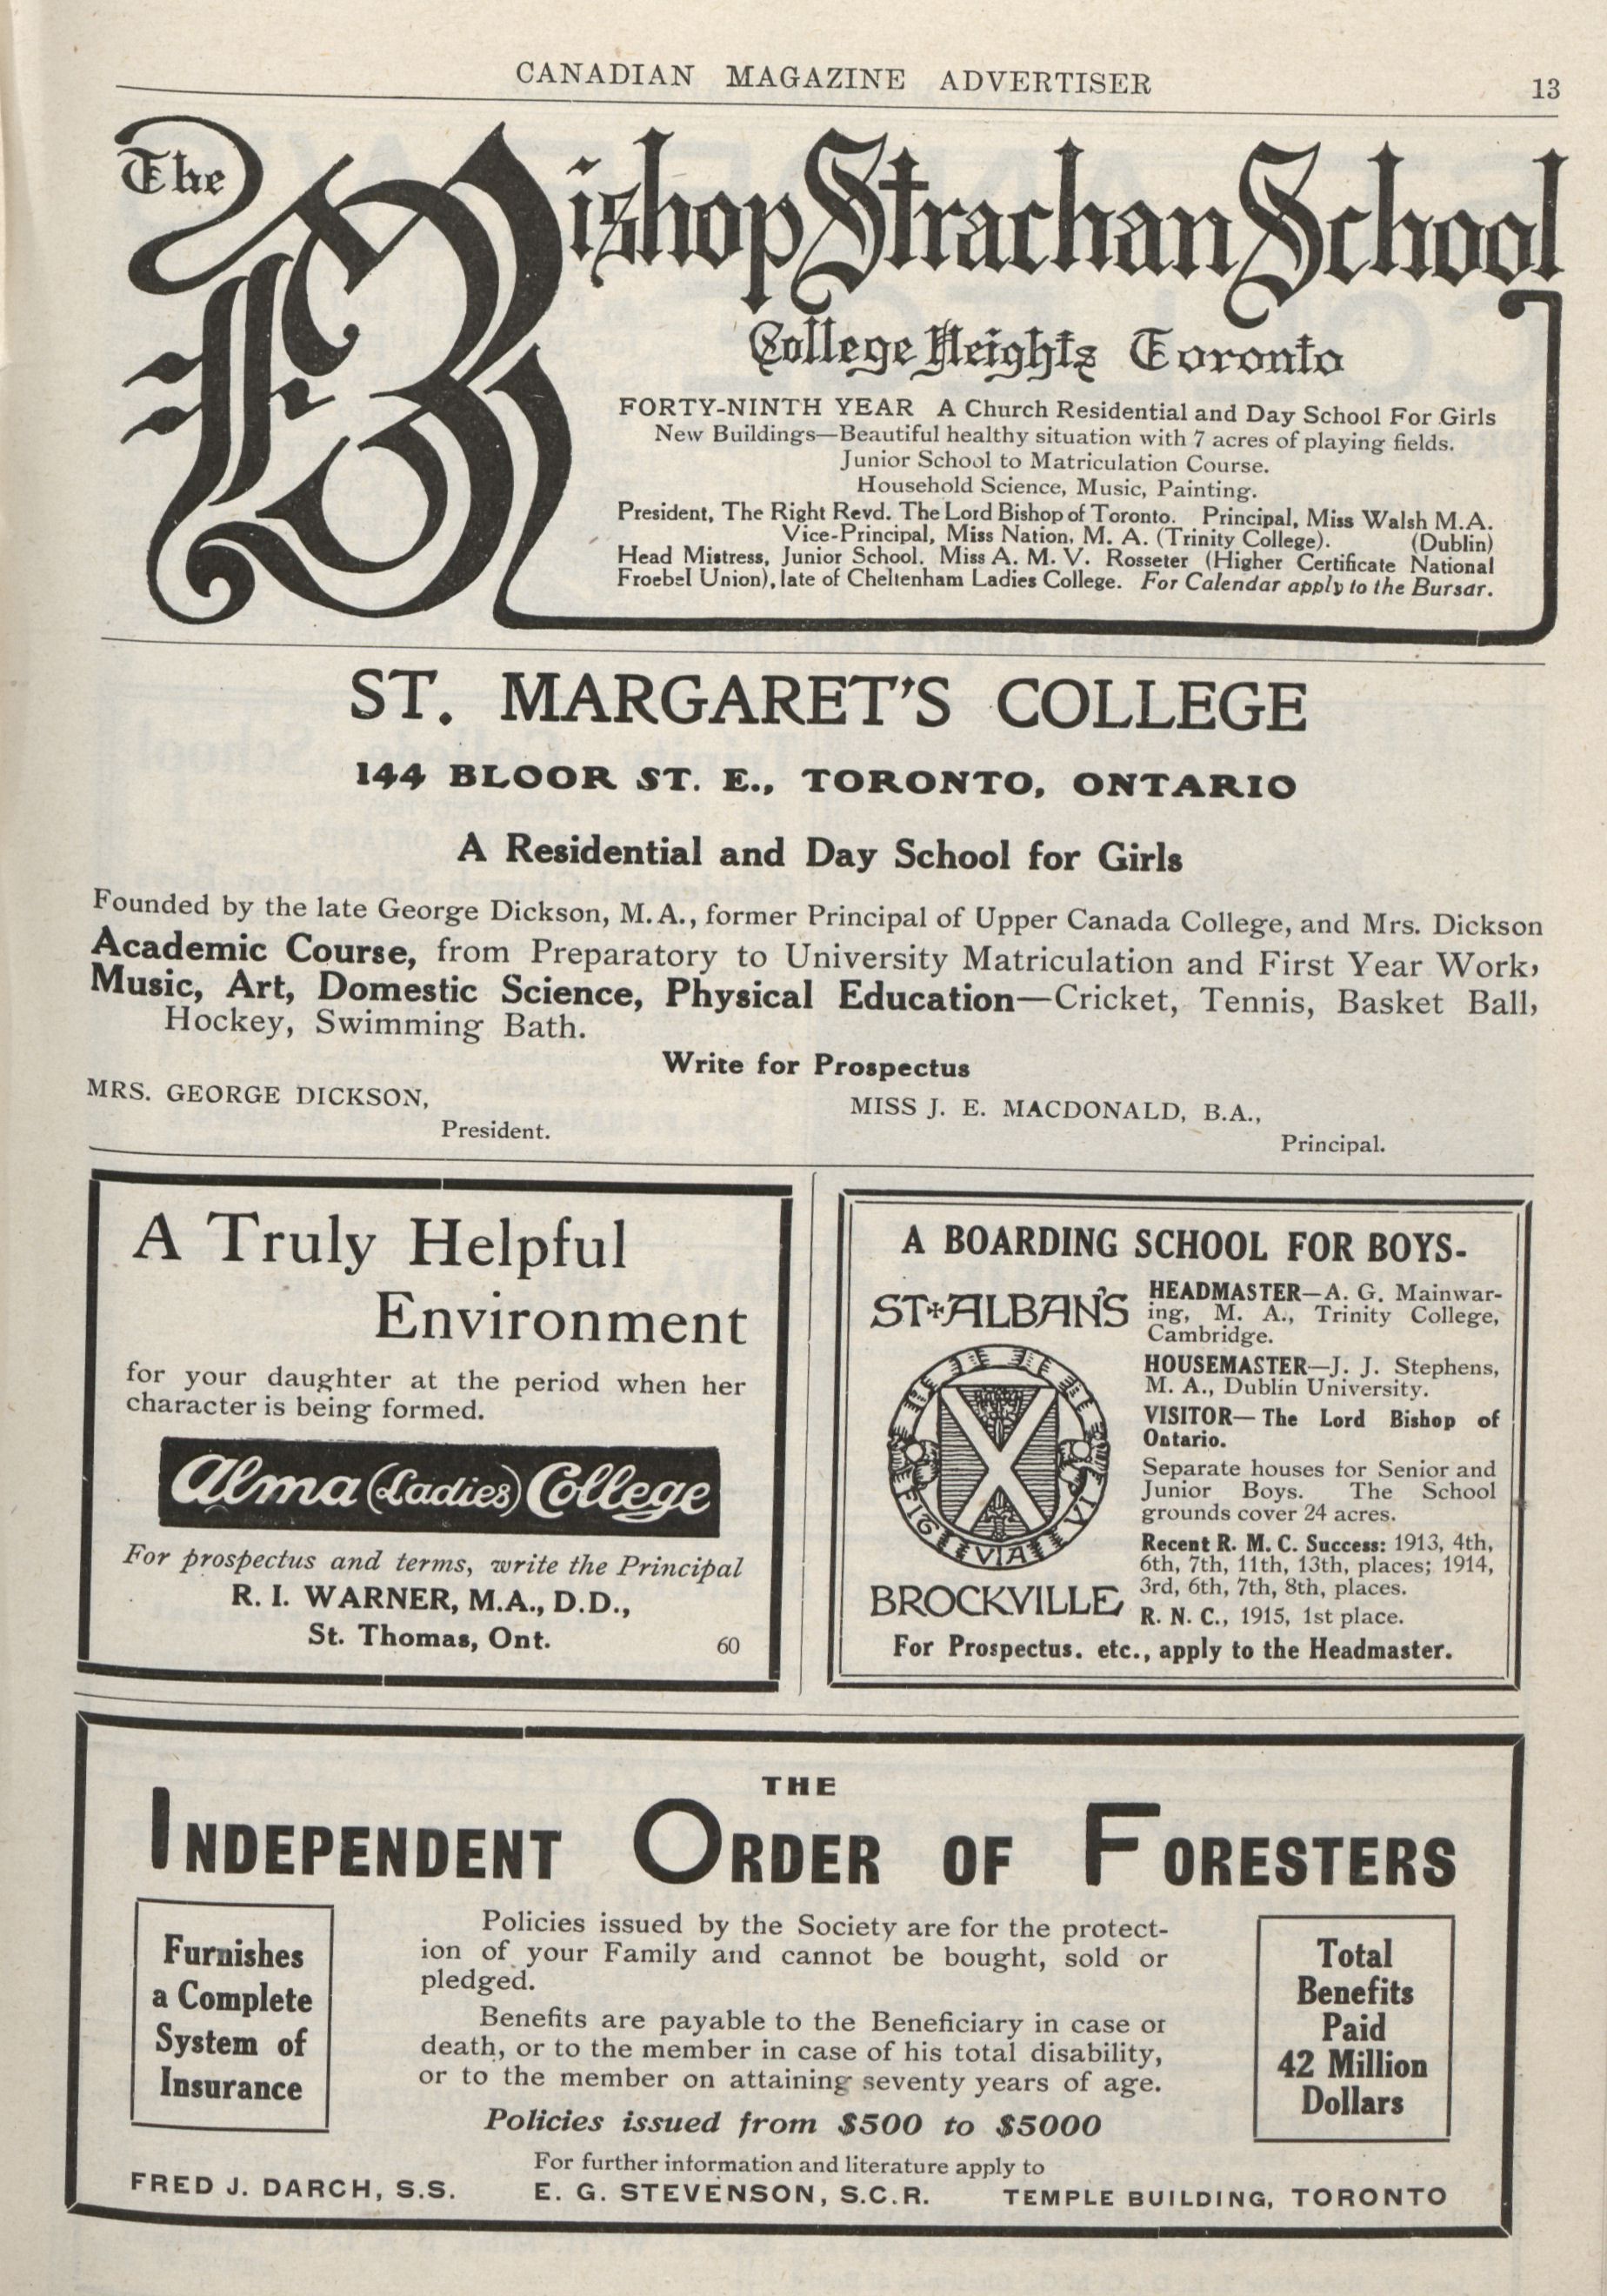 CANADIAN MAGAZINE ADVERTISER
13
The Bishop Strachan School
College Heights Toronto
FORTY-NINTH YEAR A Church Residential and Day School For Girls
New Buildings—Beautiful healthy situation with 7 acres of playing fields.
Junior School to Matriculation Course.
Household Science, Music, Painting.
President, The Right Revd. The Lord Bishop of Toronto. Principal, Miss Walsh M.A.
Vice-Principal, Miss Nation, M. A. (Trinity College). (Dublin)
Head Mistress, Junior School. Miss A. M. V. Rosseter (Higher Certificate National
Froebel Union), late of Cheltenham Ladies College. For Calendar apply to the Bursar.
ST. MARGARET'S COLLEGE
144 BLOOR ST. E., TORONTO, ONTARIO
A Residential and Day School for Girls
Founded by the late George Dickson, M.A., former Principal of Upper Canada College, and Mrs. Dickson
Academic Course, from Preparatory to University Matriculation and First Year Work,
Music, Art, Domestic Science, Physical Education—Cricket, Tennis, Basket Ball,
Hockey, Swimming Bath.
Write for Prospectus
MRS. GEORGE DICKSON,
President.
MISS J. E. MACDONALD, B.A.,
Principal.
A Truly Helpful
Environment
for your daughter at the period when her
character is being formed.
Alma (Ladies) College
For prospectus and terms, write the Principal
R. I. WARNER, M.A., D.D.,
St. Thomas, Ont. 60
A BOARDING SCHOOL FOR BOYS-
ST ALBAN'S
FIG VIA VI
BROCKVILLE
HEADMASTER—A. G. Mainwar-
ing, M. A., Trinity College,
Cambridge.
HOUSEMASTER—J. J. Stephens,
M. A., Dublin University.
VISITOR—The Lord Bishop of
Ontario.
Separate houses for Senior and
Junior Boys. The School
grounds cover 24 acres.
Recent R. M. C. Success: 1913, 4th,
6th, 7th, 11th, 13th, places; 1914,
3rd, 6th, 7th, 8th, places.
R. N. C., 1915, 1st place.
For Prospectus. etc., apply to the Headmaster.
THE
INDEPENDENT ORDER OF FORESTERS
Furnishes
a Complete
System of
Insurance
Policies issued by the Society are for the protect-
ion of your Family and cannot be bought, sold or
pledged.
Benefits are payable to the Beneficiary in case of
death, or to the member in case of his total disability,
or to the member on attaining seventy years of age.
Policies issued from $500 to $5000
Total
Benefits
Paid
42 Million
Dollars
For further information and literature apply to
FRED J. DARCH, S.S. E. G. STEVENSON, S.C.R. TEMPLE BUILDING, TORONTO